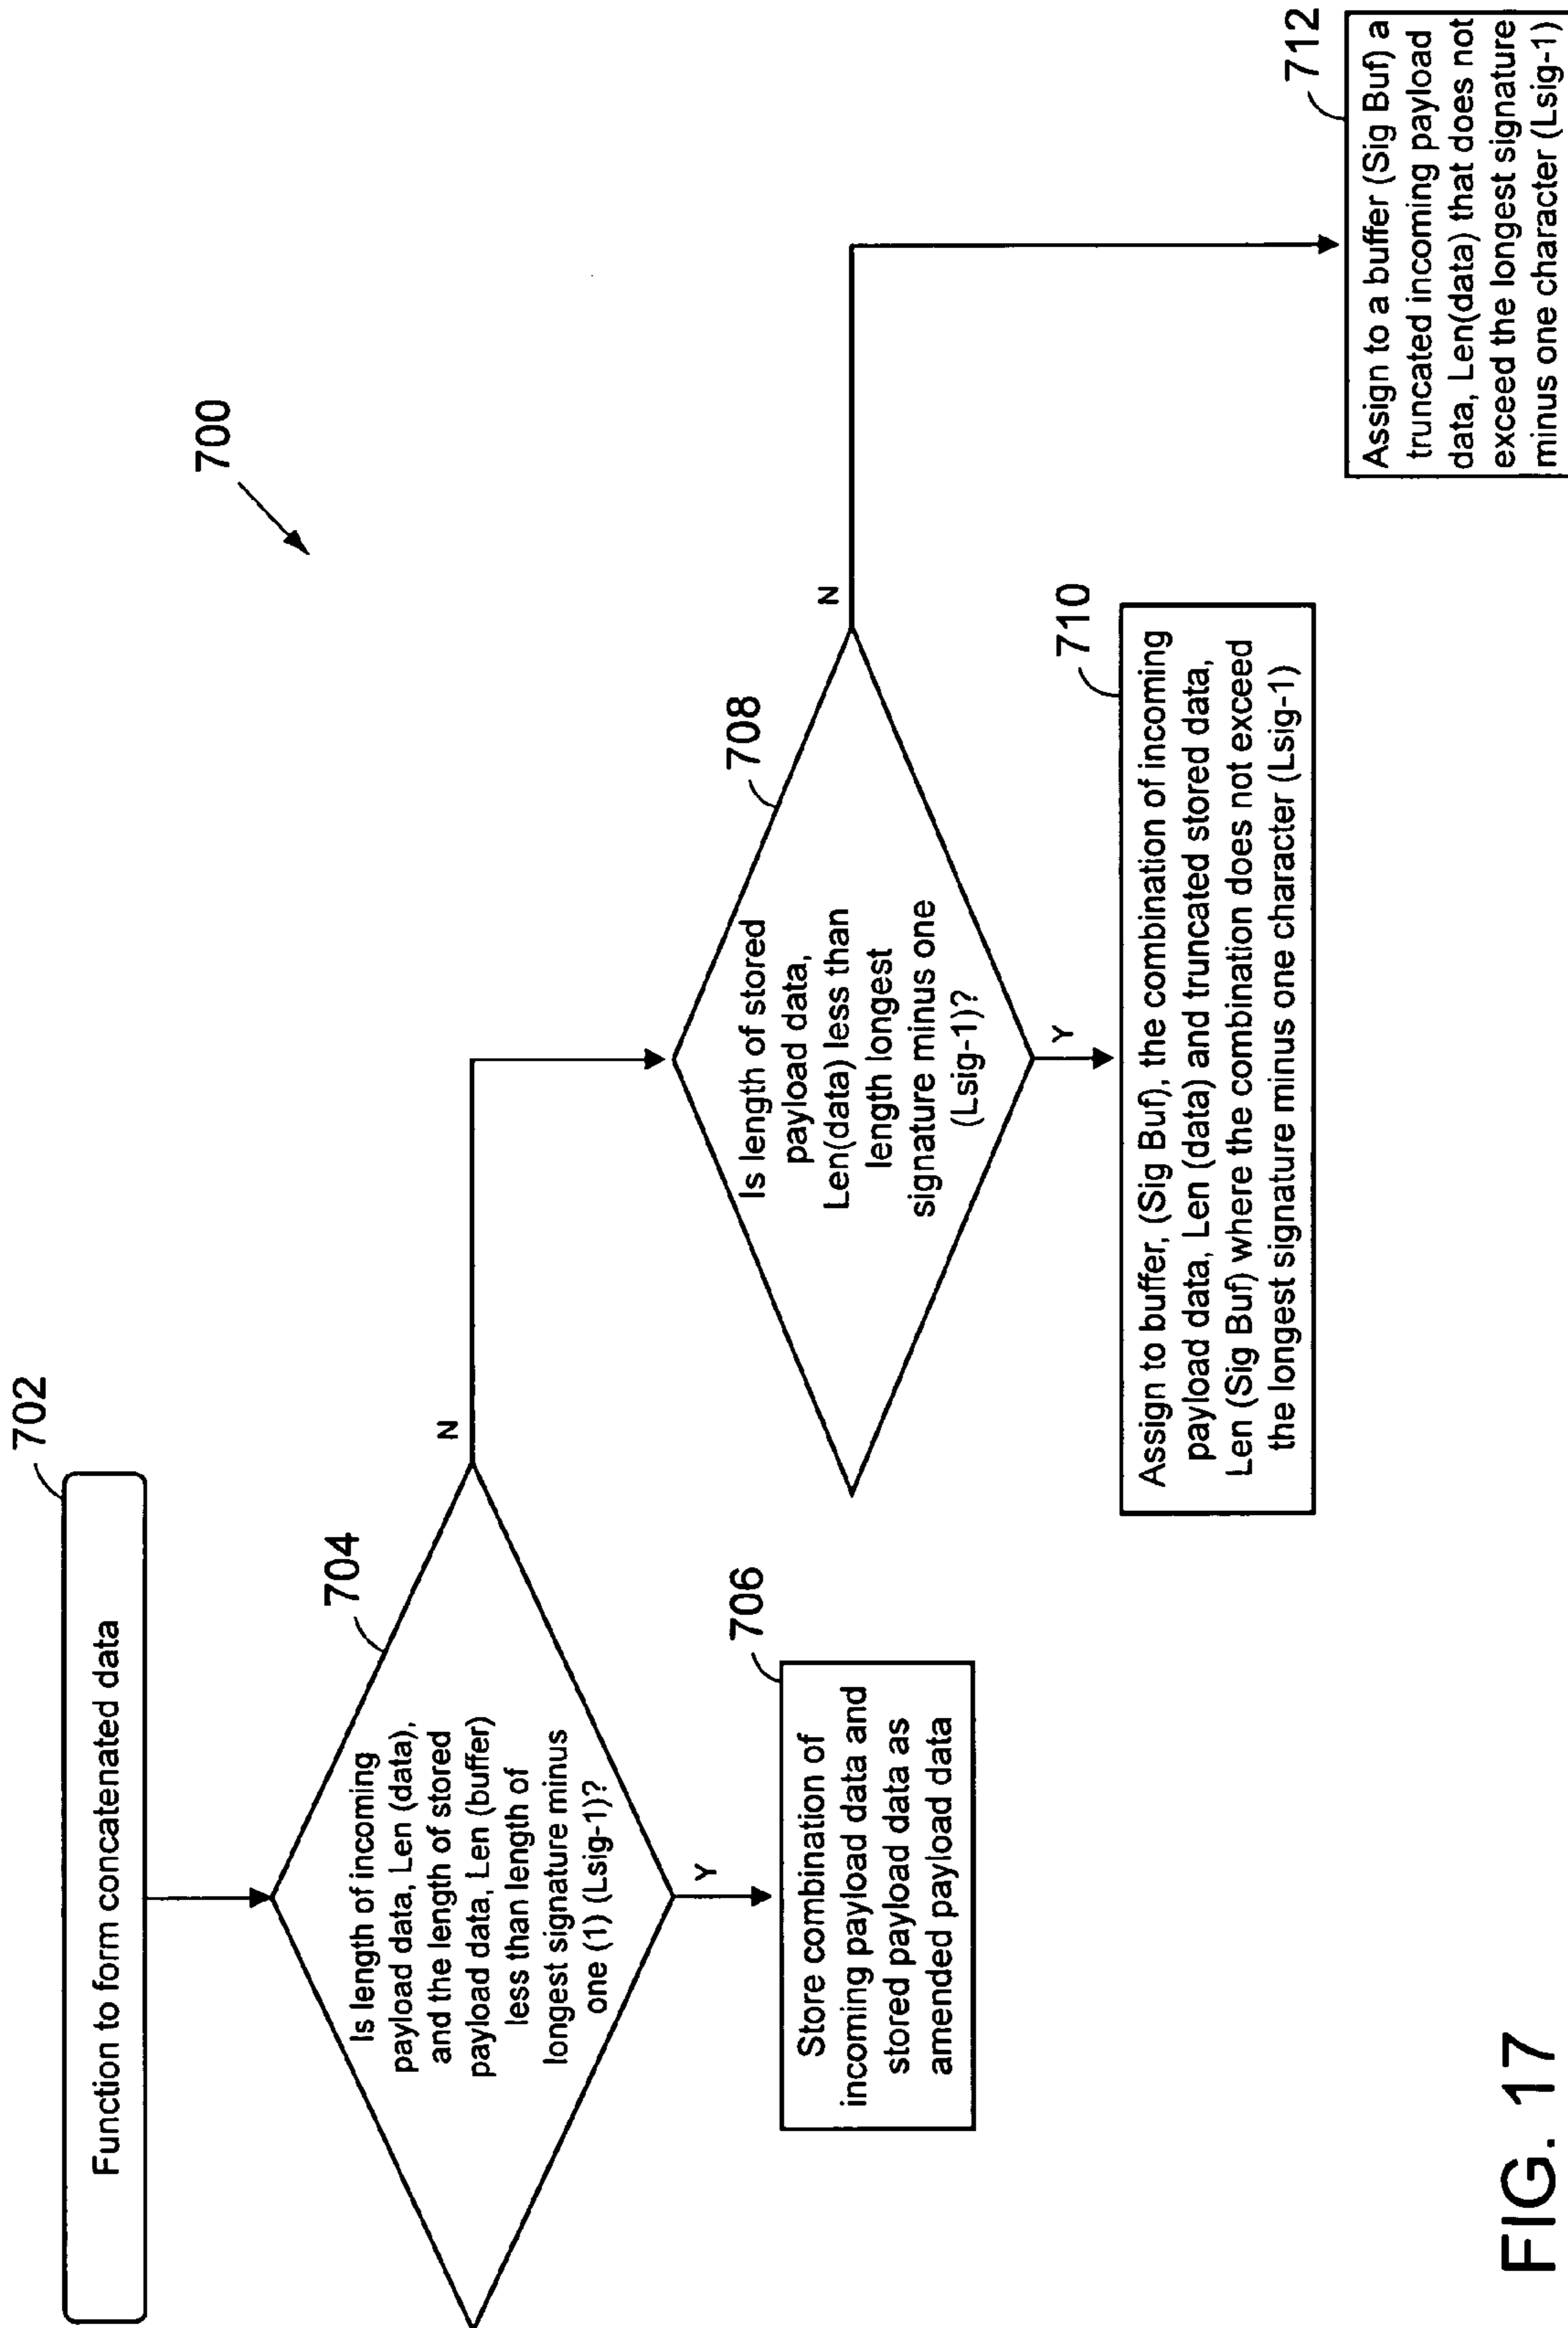 700
702
Function to form concatenated data
704
Is length of incoming
payload data, Len (data),
and the length of stored
payload data, Len (buffer)
less than length of
longest signature minus
one (1) (Lsig-1)?
N
Y
706
Store combination of
incoming payload data and
stored payload data as
amended payload data
708
Is length of stored
payload data,
Len(data) less than
length longest
signature minus one
(Lsig-1)?
N
Y
710
Assign to buffer, (Sig Buf), the combination of incoming
payload data, Len (data) and truncated stored data,
Len (Sig Buf) where the combination does not exceed
the longest signature minus one character (Lsig-1)
712
Assign to a buffer (Sig Buf) a
truncated incoming payload
data, Len(data) that does not
exceed the longest signature
minus one character (Lsig-1)
FIG. 17